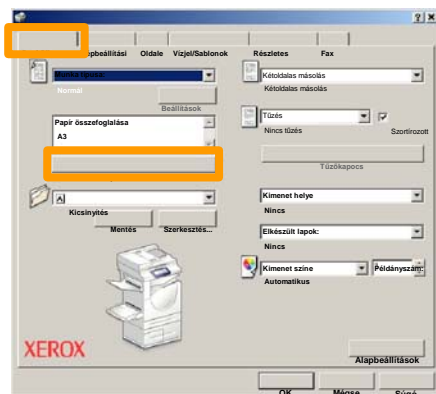 épbeállítási Oldale Vízjel/Sablonok Részletes Fax
Munka típusa:
Normál
Beállítások
Papír összefoglalása
A3
A
Kicsinyítés
Mentés Szerkesztés...
Kétoldalas másolás
Kétoldalas másolás
Tűzés
Nincs tűzés
Szortírozott
Tűzőkapocs
Kimenet helye
Nincs
Elkészült lapok:
Nincs
Kimenet színe
Példányszám:
Automatikus
XEROX
Alapbeállítások
OK Mégse Súgó